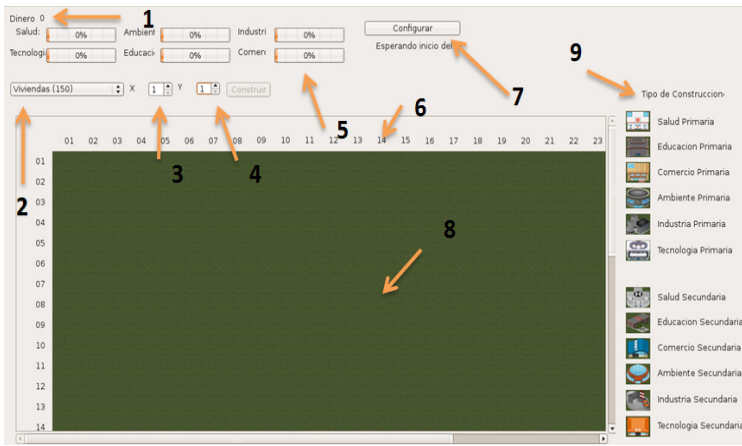 Dinero 0
1
Salud: 0% Ambient 0% Industri 0%
Configurar
Tecnologi 0% Educaci 0% Comerc 0%
Esperando inicio de
9
7
Tipo de Construccion
Viviendas (150) X 1 Y 1 Construir
5
6
01 02 03 04 05 06 07 08 09 10 11 12 13 14 15 16 17 18 19 20 21 22 23
3
4
2
8
01
02
03
04
05
06
07
08
09
10
11
12
13
14
Salud Primaria
Educacion Primaria
Comercio Primaria
Ambiente Primaria
Industria Primaria
Tecnologia Primaria
Salud Secundaria
Educacion Secundaria
Comercio Secundaria
Ambiente Secundaria
Industria Secundaria
Tecnologia Secundaria